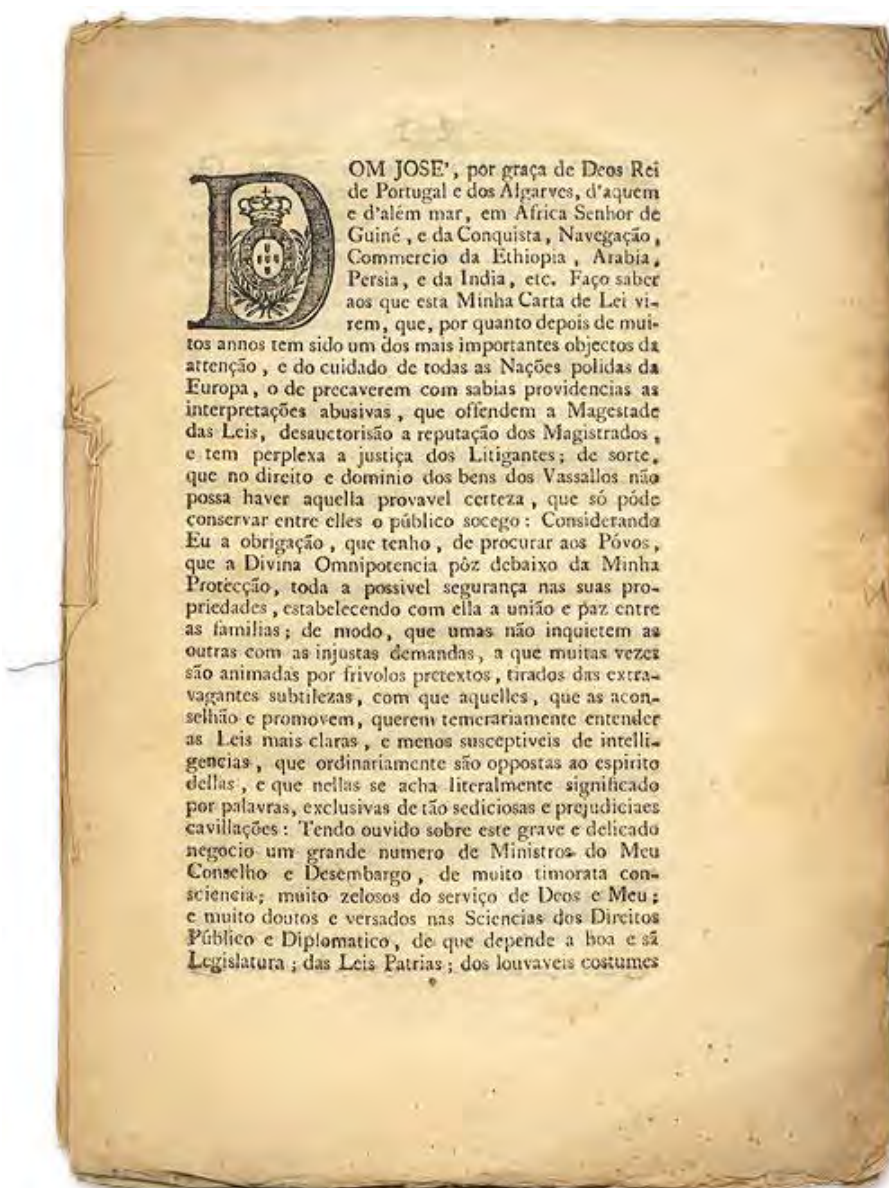 DOM JOSE', por graça de Deos Rei
de Portugal e dos Algarves, d'aquem
e d'além mar, em Africa Senhor de
Guiné, e da Conquista, Navegação,
Commercio da Ethiopia, Arabia,
Persia, e da India, etc. Faço saber
aos que esta Minha Carta de Lei vi-
rem, que, por quanto depois de mui-
tos annos tem sido um dos mais importantes objectos da
attenção, e do cuidado de todas as Nações polidas da
Europa, o de precaverem com sabias providencias as
interpretações abusivas, que offendem a Magestade
das Leis, desauctorisão a reputação dos Magistrados,
e tem perplexa a justiça dos Litigantes; de sorte,
que no direito e dominio dos bens dos Vassallos não
possa haver aquella provavel certeza, que só póde
conservar entre elles o público socego: Considerando
Eu a obrigação, que tenho, de procurar aos Póvos,
que a Divina Omnipotencia pôz debaixo da Minha
Protecção, toda a possivel segurança nas suas pro-
priedades, estabelecendo com ella a união e paz entre
as familias; de modo, que umas não inquietem as
outras com as injustas demandas, a que muitas vezes
são animadas por frivolos pretextos, tirados das extra-
vagantes subtilezas, com que aquelles, que as acon-
selhão e promovem, querem temerariamente entender
as Leis mais claras, e menos susceptiveis de intelli-
gencias, que ordinariamente são oppostas ao espirito
dellas, e que nellas se acha literalmente significado
por palavras, exclusivas de tão sediciosas e prejudiciaes
cavillações: Tendo ouvido sobre este grave e delicado
negocio um grande numero de Ministros do Meu
Conselho e Desembargo, de muito timorata con-
sciencia; muito zelosos do serviço de Deos e Meu;
e muito doutos e versados nas Sciencias dos Direitos
Público e Diplomatico, de que depende a boa e sã
Legislatura; das Leis Patrias; dos louvaveis costumes